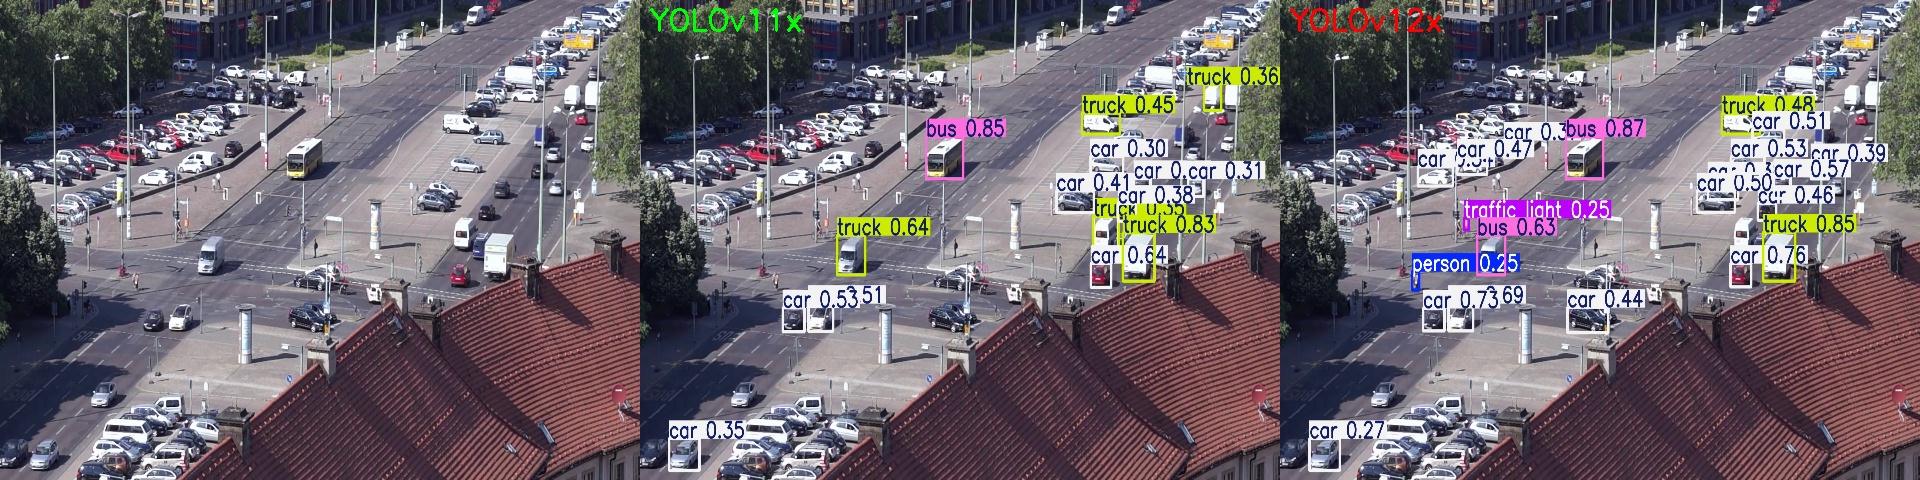 YOLOv11x
truck 0.36
truck 0.45
bus 0.85
car 0.30
car 0.31
car 0.41
car 0.38
truck 0.83
truck 0.64
0.64
car 0.53
car 0.35
YOLOv12x
truck 0.48
car 0.51
bus 0.87
car 0.47
car 0.53
0.39
car 0.57
car 0.50
car 0.46
traffic light 0.25
truck 0.85
bus 0.63
car 0.76
person 0.25
car 0.73
car 0.44
car 0.27